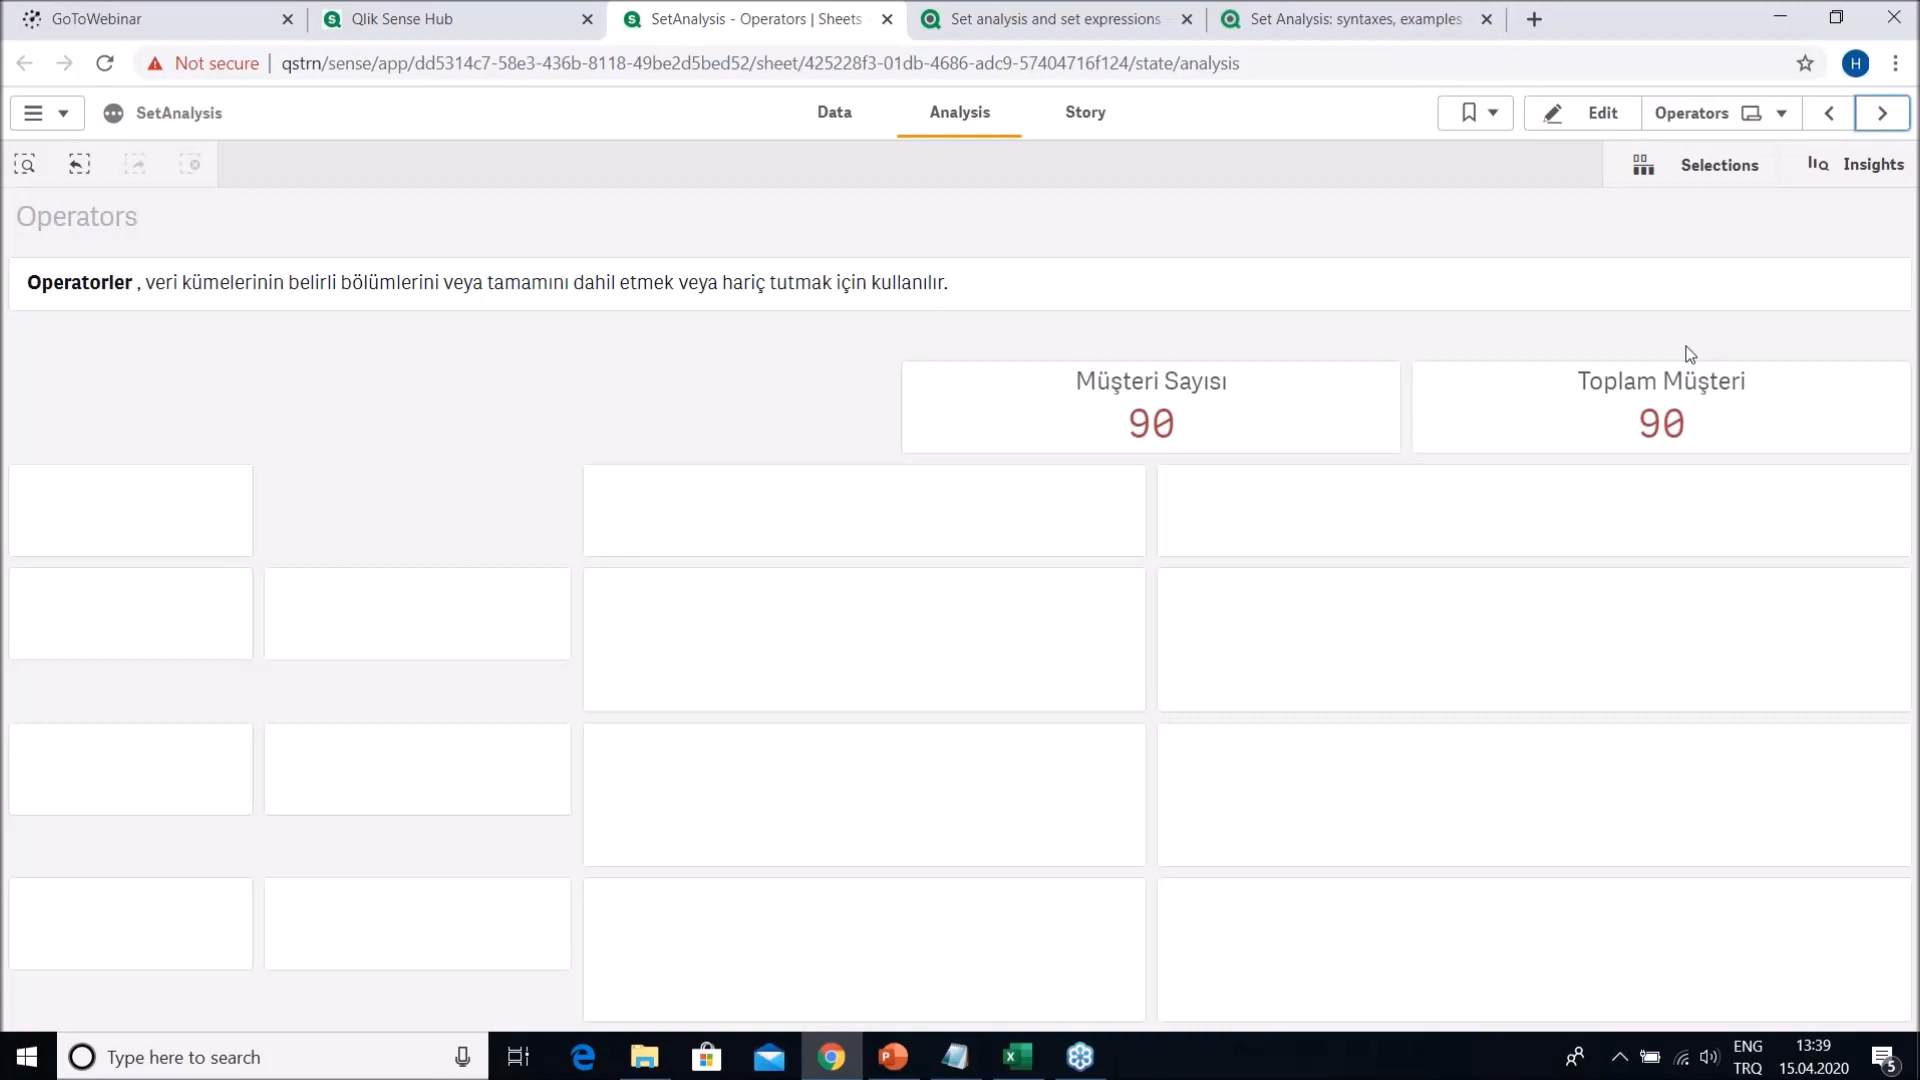 GoToWebinar
Qlik Sense Hub
SetAnalysis - Operators | Sheets
Set analysis and set expressions
Set Analysis: syntaxes, examples
Not secure | qstrn/sense/app/dd5314c7-58e3-436b-8118-49be2d5bed52/sheet/425228f3-01db-4686-adc9-57404716f124/state/analysis
H
SetAnalysis
Data
Analysis
Story
Edit
Operators
Selections
Insights
Operators
Operatorler , veri kümelerinin belirli bölümlerini veya tamamını dahil etmek veya hariç tutmak için kullanılır.
Müşteri Sayısı
90
Toplam Müşteri
90
Type here to search
ENG
TRQ
13:39
15.04.2020
5